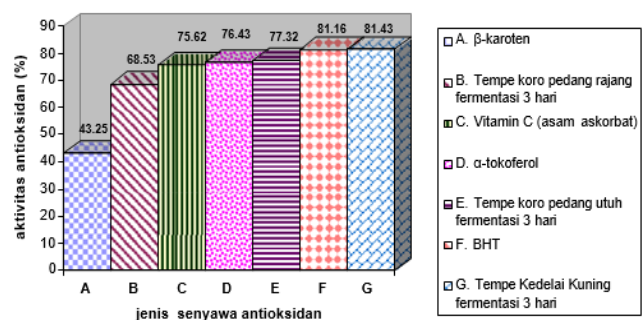 90
80
70
60
50
40
30
20
10
0
aktivitas antioksidan (%)
43.25
68.53
75.62
76.43
77.32
81.16
81.43
A B C D E F G
jenis senyawa antioksidan
A. β-karoten
B. Tempe koro pedang rajang
fermentasi 3 hari
C. Vitamin C (asam askorbat)
D. α-tokoferol
E. Tempe koro pedang utuh
fermentasi 3 hari
F. BHT
G. Tempe Kedelai Kuning
fermentasi 3 hari